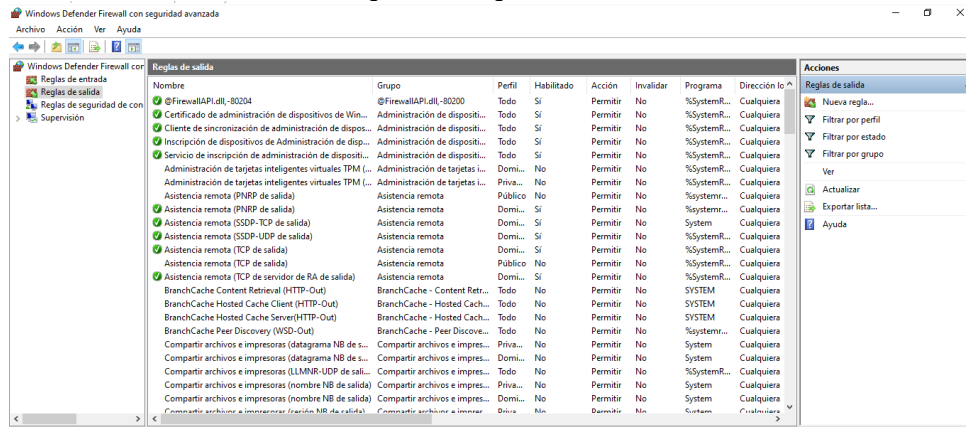 Windows Defender Firewall con seguridad avanzada
Archivo Acción Ver Ayuda
Windows Defender Firewall con
Reglas de entrada
Reglas de salida
Reglas de seguridad de con
Supervisión
Reglas de salida
Nombre Grupo Perfil Habilitado Acción Invalidar Programa Dirección lo
@FirewallAPI.dll,-80204 @FirewallAPI.dll,-80200 Todo Sí Permitir No %SystemR... Cualquiera
Certificado de administración de dispositivos de Win... Administración de dispositi... Todo Sí Permitir No %SystemR... Cualquiera
Cliente de sincronización de administración de dispos... Administración de dispositi... Todo Sí Permitir No %SystemR... Cualquiera
Inscripción de dispositivos de Administración de disp... Administración de dispositi... Todo Sí Permitir No %SystemR... Cualquiera
Servicio de inscripción de administración de dispositi... Administración de dispositi... Todo Sí Permitir No %SystemR... Cualquiera
Administración de tarjetas inteligentes virtuales TPM (... Administración de tarjetas i... Domi... No Permitir No %SystemR... Cualquiera
Administración de tarjetas inteligentes virtuales TPM (... Administración de tarjetas i... Priva... No Permitir No %SystemR... Cualquiera
Asistencia remota (PNRP de salida) Asistencia remota Público No Permitir No %systemr... Cualquiera
Asistencia remota (PNRP de salida) Asistencia remota Domi... Sí Permitir No %systemr... Cualquiera
Asistencia remota (SSDP-TCP de salida) Asistencia remota Domi... Sí Permitir No System Cualquiera
Asistencia remota (SSDP-UDP de salida) Asistencia remota Domi... Sí Permitir No %SystemR... Cualquiera
Asistencia remota (TCP de salida) Asistencia remota Domi... Sí Permitir No %SystemR... Cualquiera
Asistencia remota (TCP de salida) Asistencia remota Público No Permitir No %SystemR... Cualquiera
Asistencia remota (TCP de servidor de RA de salida) Asistencia remota Domi... Sí Permitir No %SystemR... Cualquiera
BranchCache Content Retrieval (HTTP-Out) BranchCache - Content Retr... Todo No Permitir No SYSTEM Cualquiera
BranchCache Hosted Cache Client (HTTP-Out) BranchCache - Hosted Cach... Todo No Permitir No SYSTEM Cualquiera
BranchCache Hosted Cache Server(HTTP-Out) BranchCache - Hosted Cach... Todo No Permitir No SYSTEM Cualquiera
BranchCache Peer Discovery (WSD-Out) BranchCache - Peer Discove... Todo No Permitir No %systemr... Cualquiera
Compartir archivos e impresoras (datagrama NB de s... Compartir archivos e impres... Priva... No Permitir No System Cualquiera
Compartir archivos e impresoras (datagrama NB de s... Compartir archivos e impres... Domi... No Permitir No System Cualquiera
Compartir archivos e impresoras (LLMNR-UDP de sali... Compartir archivos e impres... Todo No Permitir No %SystemR... Cualquiera
Compartir archivos e impresoras (nombre NB de salida) Compartir archivos e impres... Priva... No Permitir No System Cualquiera
Compartir archivos e impresoras (nombre NB de salida) Compartir archivos e impres... Domi... No Permitir No System Cualquiera
Compartir archivos e impresoras (sesión NB de salida) Compartir archivos e impres... Priva... No Permitir No System Cualquiera
Acciones
Reglas de salida
Nueva regla...
Filtrar por perfil
Filtrar por estado
Filtrar por grupo
Ver
Actualizar
Exportar lista...
Ayuda